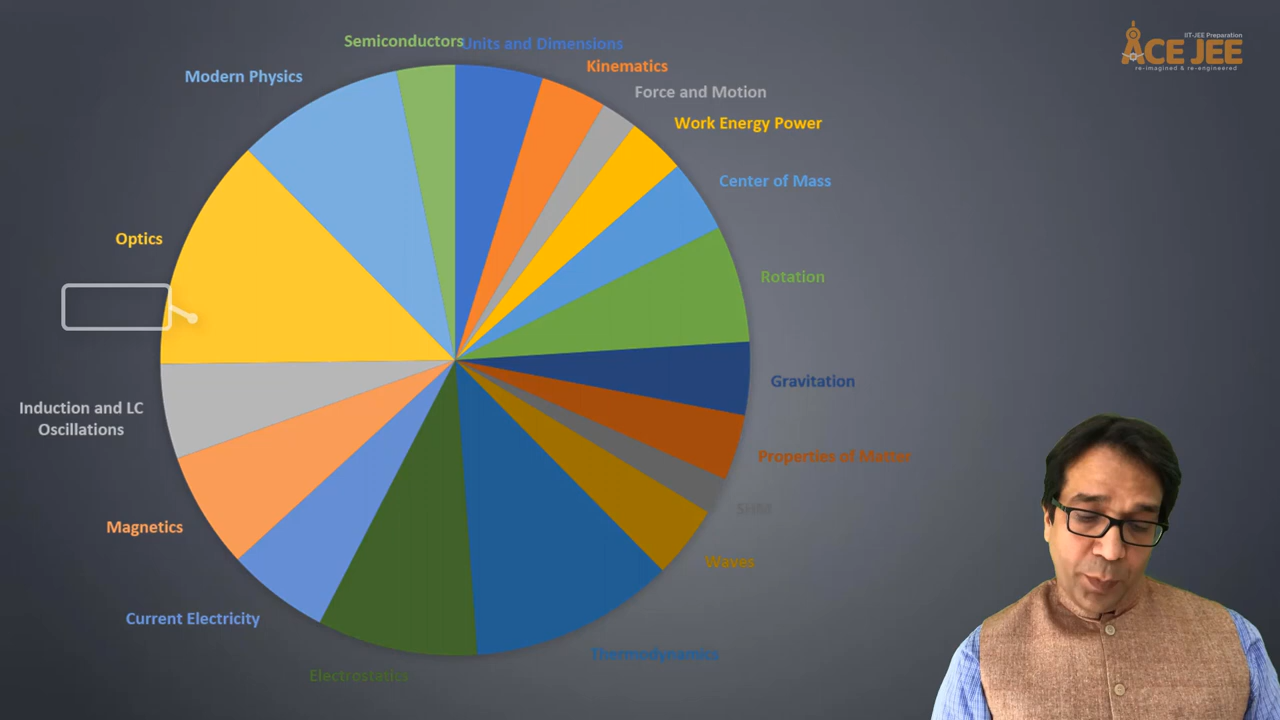 IIT-JEE Preparation
ACE JEE
re-imagined & re-engineered
Semiconductors
Units and Dimensions
Kinematics
Modern Physics
Force and Motion
Work Energy Power
Center of Mass
Optics
Rotation
Gravitation
Induction and LC
Oscillations
Properties of Matter
SHM
Magnetics
Waves
Current Electricity
Thermodynamics
Electrostatics